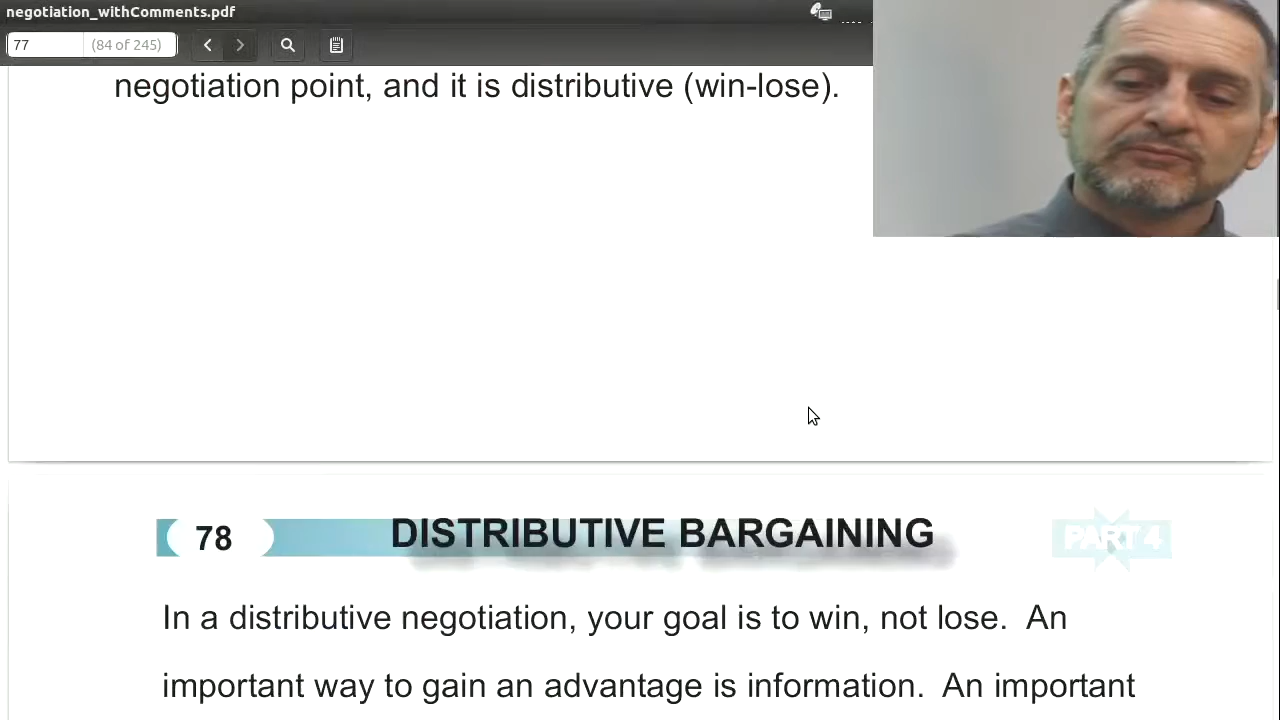 negotiation_withComments.pdf
77 (84 of 245)
negotiation point, and it is distributive (win-lose).
78 DISTRIBUTIVE BARGAINING PART 4
In a distributive negotiation, your goal is to win, not lose. An
important way to gain an advantage is information. An important